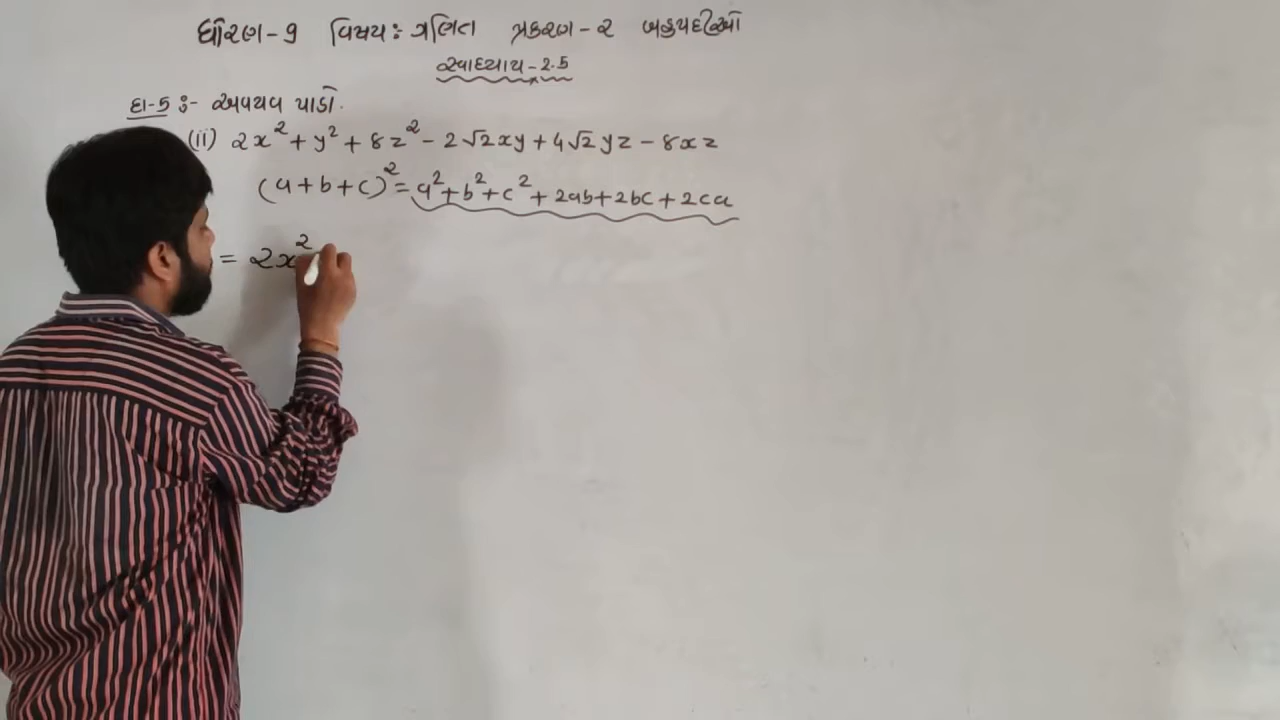 ધોરણ-9 વિષય: ગણિત પ્રકરણ-૨ બહુપદીઓ
સ્વાધ્યાય-2.5
દા-5 :- અવયવ પાડો.
(ii) 2x² + y² + 8z² - 2√2xy + 4√2yz - 8xz
(a+b+c)² = a² + b² + c² + 2ab + 2bc + 2ca
= 2x²